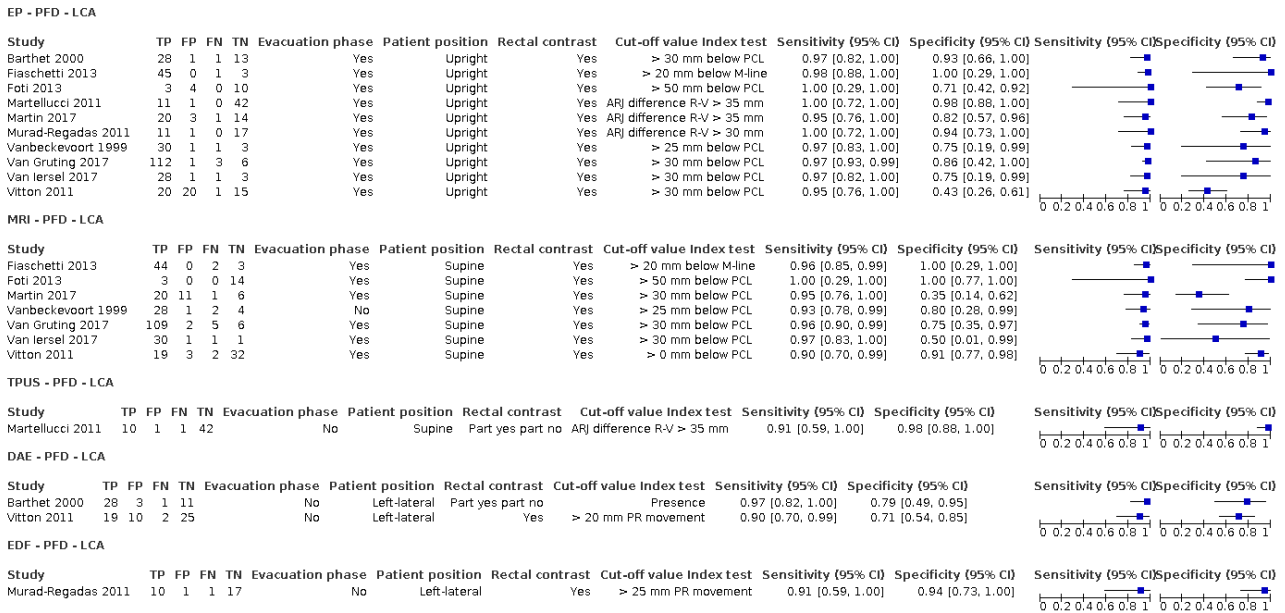 EP - PFD - LCA
Study TP FP FN TN Evacuation phase Patient position Rectal contrast Cut-off value Index test Sensitivity (95% CI) Specificity (95% CI) Sensitivity (95% CI) Specificity (95% CI)
Barthet 2000 28 1 1 13 Yes Upright Yes > 30 mm below PCL 0.97 [0.82, 1.00] 0.93 [0.66, 1.00]
Fiaschetti 2013 45 0 1 3 Yes Upright Yes > 20 mm below M-line 0.98 [0.88, 1.00] 1.00 [0.29, 1.00]
Foti 2013 3 4 0 10 Yes Upright Yes > 50 mm below PCL 1.00 [0.29, 1.00] 0.71 [0.42, 0.92]
Martellucci 2011 11 1 0 42 Yes Upright Yes ARJ difference R-V > 35 mm 1.00 [0.72, 1.00] 0.98 [0.88, 1.00]
Martin 2017 20 3 1 14 Yes Upright Yes ARJ difference R-V > 35 mm 0.95 [0.76, 1.00] 0.82 [0.57, 0.96]
Murad-Regadas 2011 11 1 0 17 Yes Upright Yes ARJ difference R-V > 30 mm 1.00 [0.72, 1.00] 0.94 [0.73, 1.00]
Vanbeckevoort 1999 30 1 1 3 Yes Upright Yes > 25 mm below PCL 0.97 [0.83, 1.00] 0.75 [0.19, 0.99]
Van Gruting 2017 112 1 3 6 Yes Upright Yes > 30 mm below PCL 0.97 [0.93, 0.99] 0.86 [0.42, 1.00]
Van Iersel 2017 28 1 1 3 Yes Upright Yes > 30 mm below PCL 0.97 [0.82, 1.00] 0.75 [0.19, 0.99]
Vitton 2011 20 20 1 15 Yes Upright Yes > 30 mm below PCL 0.95 [0.76, 1.00] 0.43 [0.26, 0.61]
0 0.2 0.4 0.6 0.8 1 0 0.2 0.4 0.6 0.8 1
MRI - PFD - LCA
Study TP FP FN TN Evacuation phase Patient position Rectal contrast Cut-off value Index test Sensitivity (95% CI) Specificity (95% CI) Sensitivity (95% CI) Specificity (95% CI)
Fiaschetti 2013 44 0 2 3 Yes Supine Yes > 20 mm below M-line 0.96 [0.85, 0.99] 1.00 [0.29, 1.00]
Foti 2013 3 0 0 14 Yes Supine Yes > 50 mm below PCL 1.00 [0.29, 1.00] 1.00 [0.77, 1.00]
Martin 2017 20 11 1 6 Yes Supine Yes > 30 mm below PCL 0.95 [0.76, 1.00] 0.35 [0.14, 0.62]
Vanbeckevoort 1999 28 1 2 4 No Supine Yes > 25 mm below PCL 0.93 [0.78, 0.99] 0.80 [0.28, 0.99]
Van Gruting 2017 109 2 5 6 Yes Supine Yes > 30 mm below PCL 0.96 [0.90, 0.99] 0.75 [0.35, 0.97]
Van Iersel 2017 30 1 1 1 Yes Supine Yes > 30 mm below PCL 0.97 [0.83, 1.00] 0.50 [0.01, 0.99]
Vitton 2011 19 3 2 32 Yes Supine Yes > 0 mm below PCL 0.90 [0.70, 0.99] 0.91 [0.77, 0.98]
0 0.2 0.4 0.6 0.8 1 0 0.2 0.4 0.6 0.8 1
TPUS - PFD - LCA
Study TP FP FN TN Evacuation phase Patient position Rectal contrast Cut-off value Index test Sensitivity (95% CI) Specificity (95% CI) Sensitivity (95% CI) Specificity (95% CI)
Martellucci 2011 10 1 1 42 No Supine Part yes part no ARJ difference R-V > 35 mm 0.91 [0.59, 1.00] 0.98 [0.88, 1.00]
0 0.2 0.4 0.6 0.8 1 0 0.2 0.4 0.6 0.8 1
DAE - PFD - LCA
Study TP FP FN TN Evacuation phase Patient position Rectal contrast Cut-off value Index test Sensitivity (95% CI) Specificity (95% CI) Sensitivity (95% CI) Specificity (95% CI)
Barthet 2000 28 3 1 11 No Left-lateral Part yes part no Presence 0.97 [0.82, 1.00] 0.79 [0.49, 0.95]
Vitton 2011 19 10 2 25 No Left-lateral Yes > 20 mm PR movement 0.90 [0.70, 0.99] 0.71 [0.54, 0.85]
0 0.2 0.4 0.6 0.8 1 0 0.2 0.4 0.6 0.8 1
EDF - PFD - LCA
Study TP FP FN TN Evacuation phase Patient position Rectal contrast Cut-off value Index test Sensitivity (95% CI) Specificity (95% CI) Sensitivity (95% CI) Specificity (95% CI)
Murad-Regadas 2011 10 1 1 17 No Left-lateral Yes > 25 mm PR movement 0.91 [0.59, 1.00] 0.94 [0.73, 1.00]
0 0.2 0.4 0.6 0.8 1 0 0.2 0.4 0.6 0.8 1